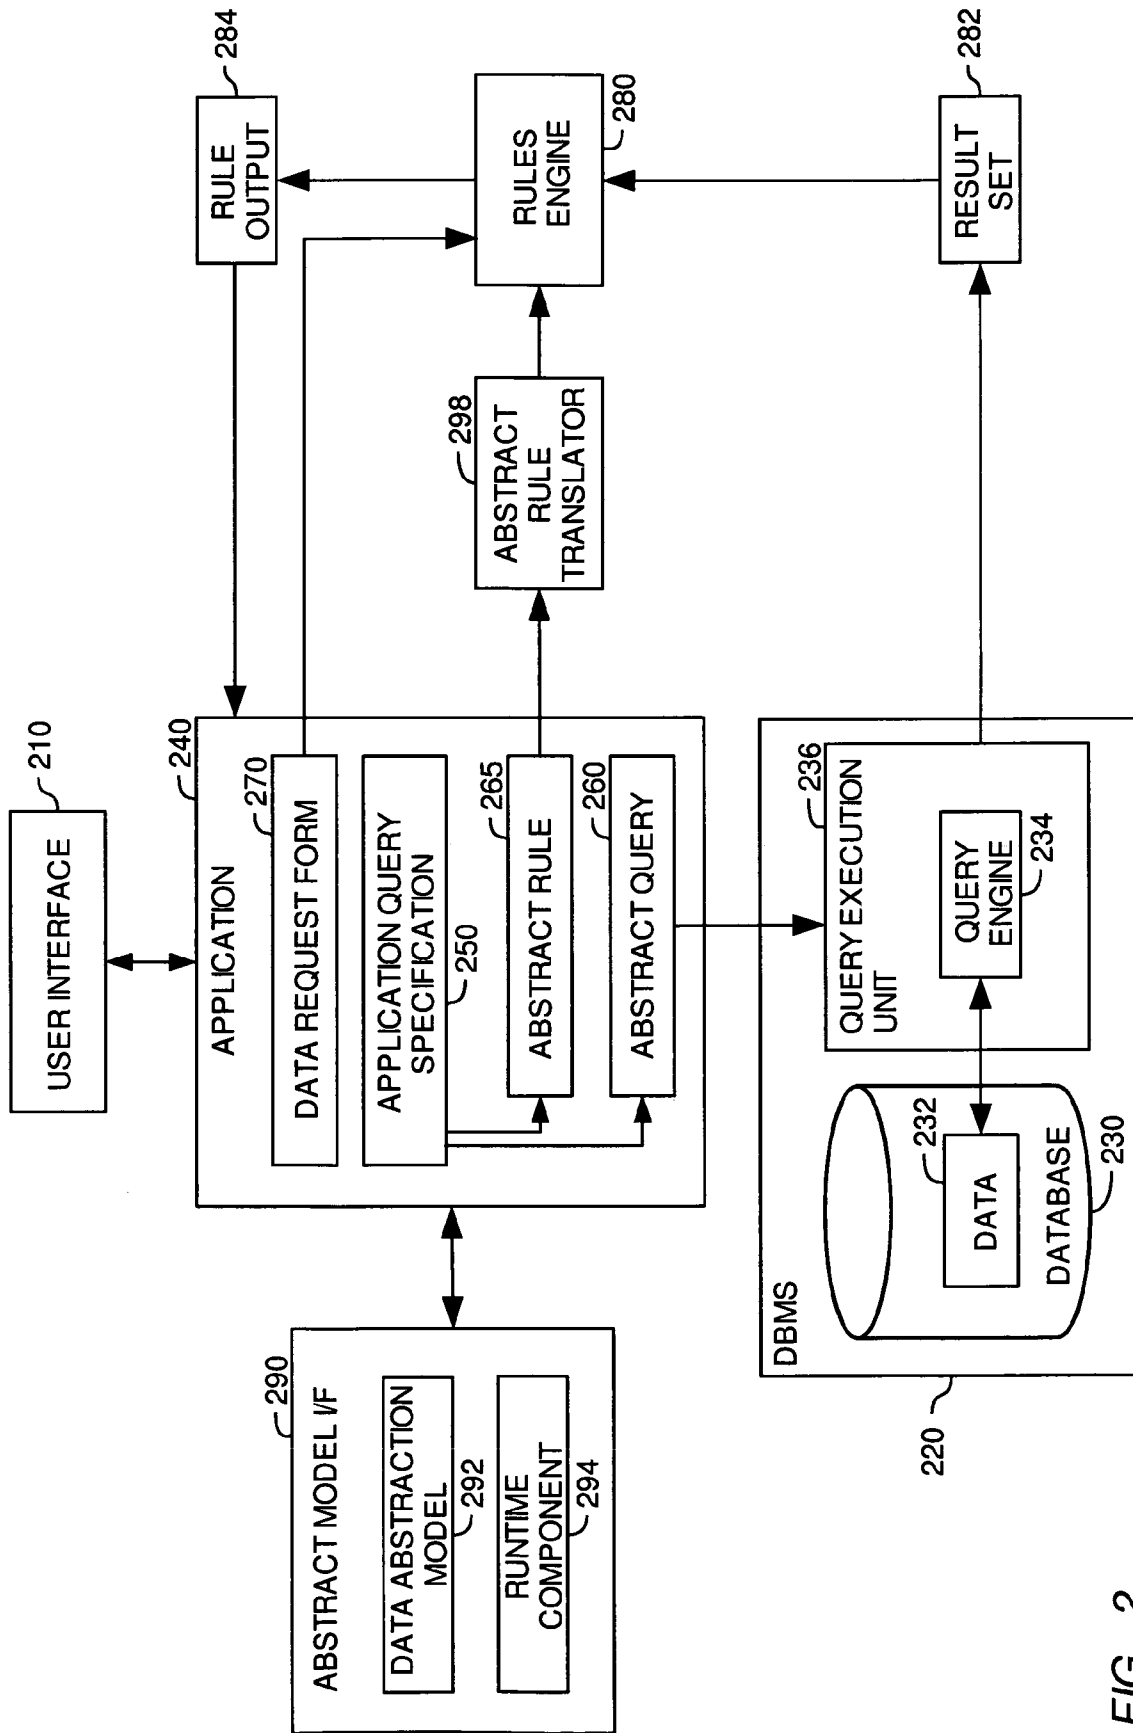 USER INTERFACE
210
ABSTRACT MODEL I/F
290
DATA ABSTRACTION
MODEL
292
RUNTIME
COMPONENT
294
APPLICATION
240
DATA REQUEST FORM
270
APPLICATION QUERY
SPECIFICATION
250
ABSTRACT RULE
265
ABSTRACT QUERY
260
RULE
OUTPUT
284
RULES
ENGINE
280
ABSTRACT
RULE
TRANSLATOR
298
DBMS
220
DATA
232
DATABASE
230
QUERY EXECUTION
UNIT
236
QUERY
ENGINE
234
RESULT
SET
282
FIG. 2